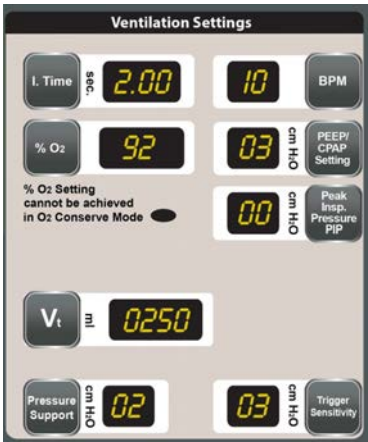 Ventilation Settings
I. Time sec. 2.00 10 BPM
% O2 92 03 cm H2O PEEP/
CPAP
Setting
% O2 Setting
cannot be achieved
in O2 Conserve Mode
00 cm H2O Peak
Insp.
Pressure
PIP
Vt ml 0250
Pressure
Support cm H2O 02
03 cm H2O Trigger
Sensitivity